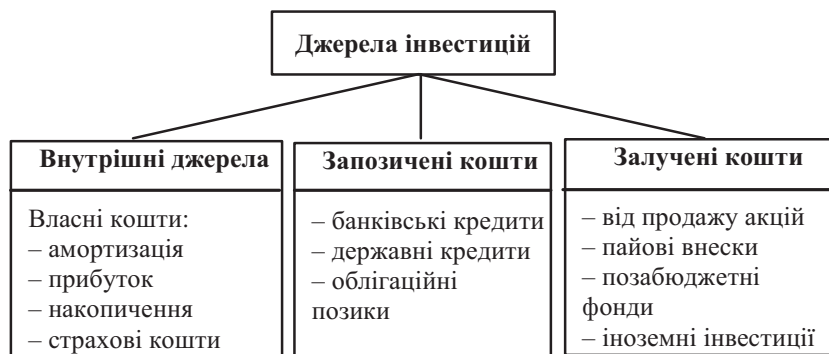 Джерела інвестицій
Внутрішні джерела
Власні кошти:
– амортизація
– прибуток
– накопичення
– страхові кошти
Запозичені кошти
– банківські кредити
– державні кредити
– облігаційні
позики
Залучені кошти
– від продажу акцій
– пайові внески
– позабюджетні
фонди
– іноземні інвестиції